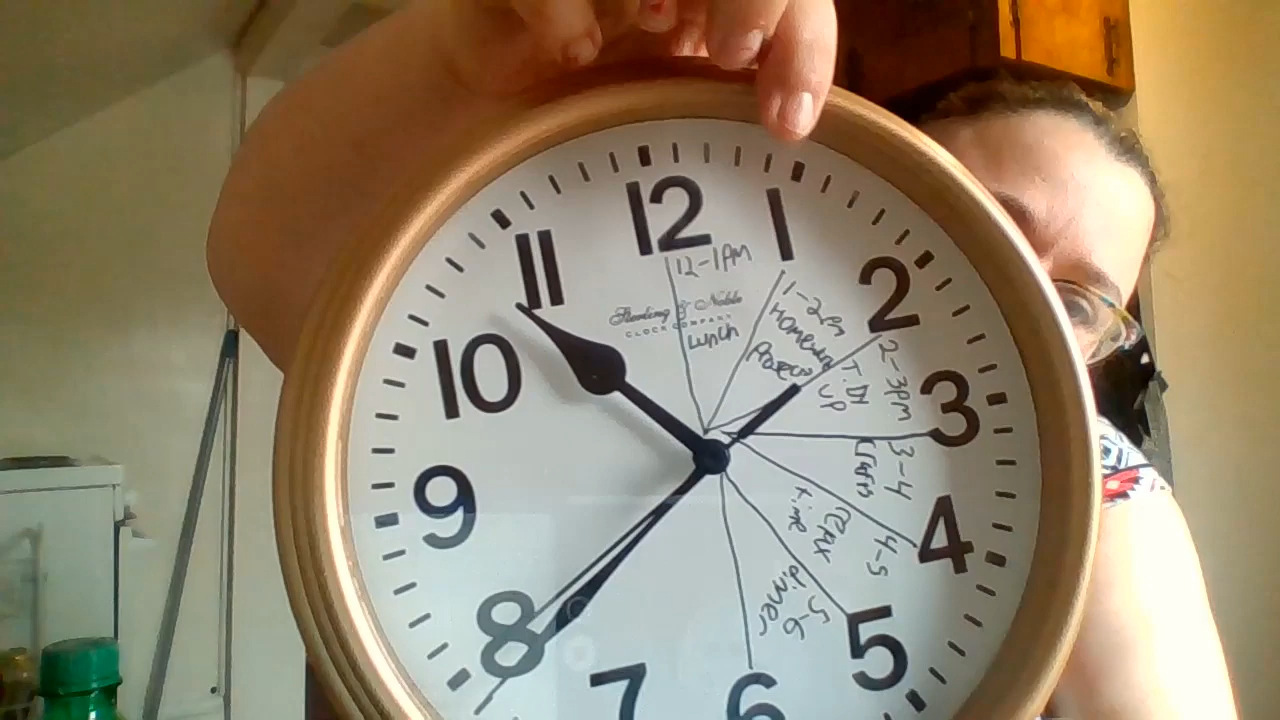 12
1
2
3
4
5
6
7
8
9
10
11
12-1PM
Sterling & Noble
CLOCK COMPANY
Lunch
1-2pm
2-3pm
UP
3-4
4-5
relax
time
5-6
dinner